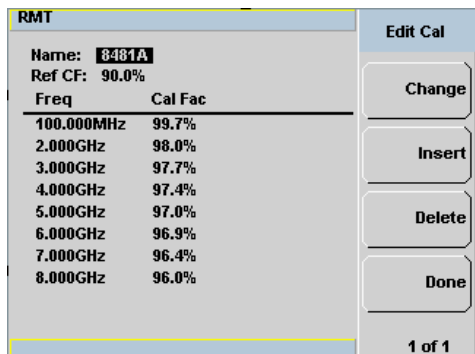 RMT
Name: 8481A
Ref CF: 90.0%
Freq Cal Fac
100.000MHz 99.7%
2.000GHz 98.0%
3.000GHz 97.7%
4.000GHz 97.4%
5.000GHz 97.0%
6.000GHz 96.9%
7.000GHz 96.4%
8.000GHz 96.0%
Edit Cal
Change
Insert
Delete
Done
1 of 1